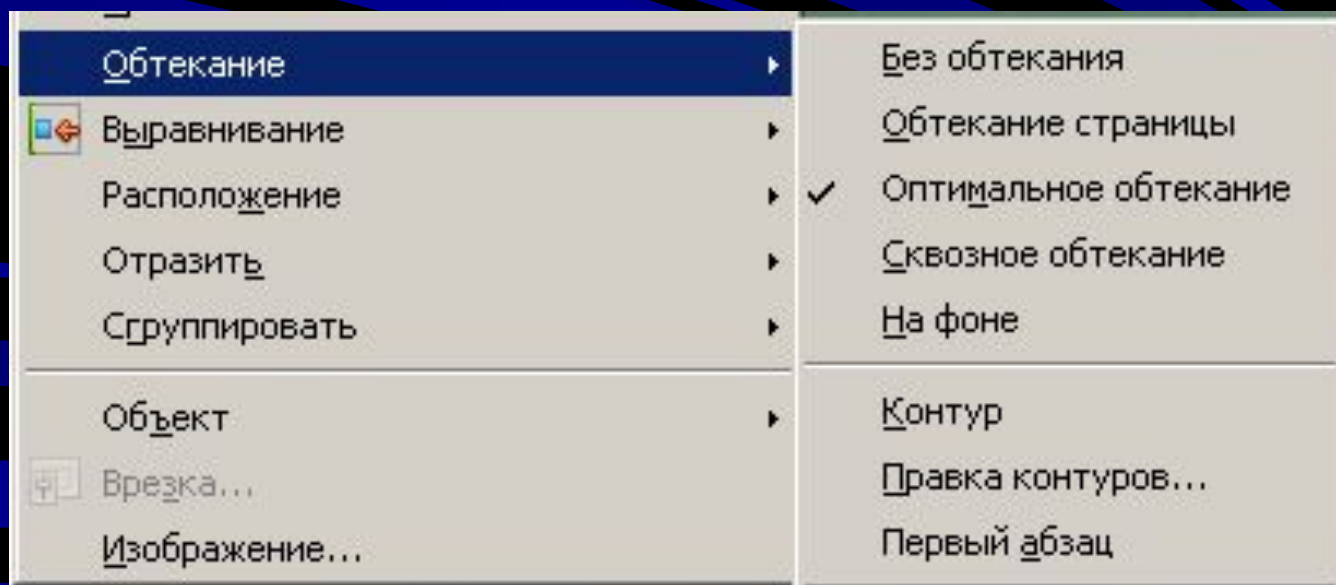 Обтекание
Выравнивание
Расположение
Отразить
Сгруппировать
Объект
Врезка...
Изображение...
Без обтекания
Обтекание страницы
Оптимальное обтекание
Сквозное обтекание
На фоне
Контур
Правка контуров...
Первый абзац